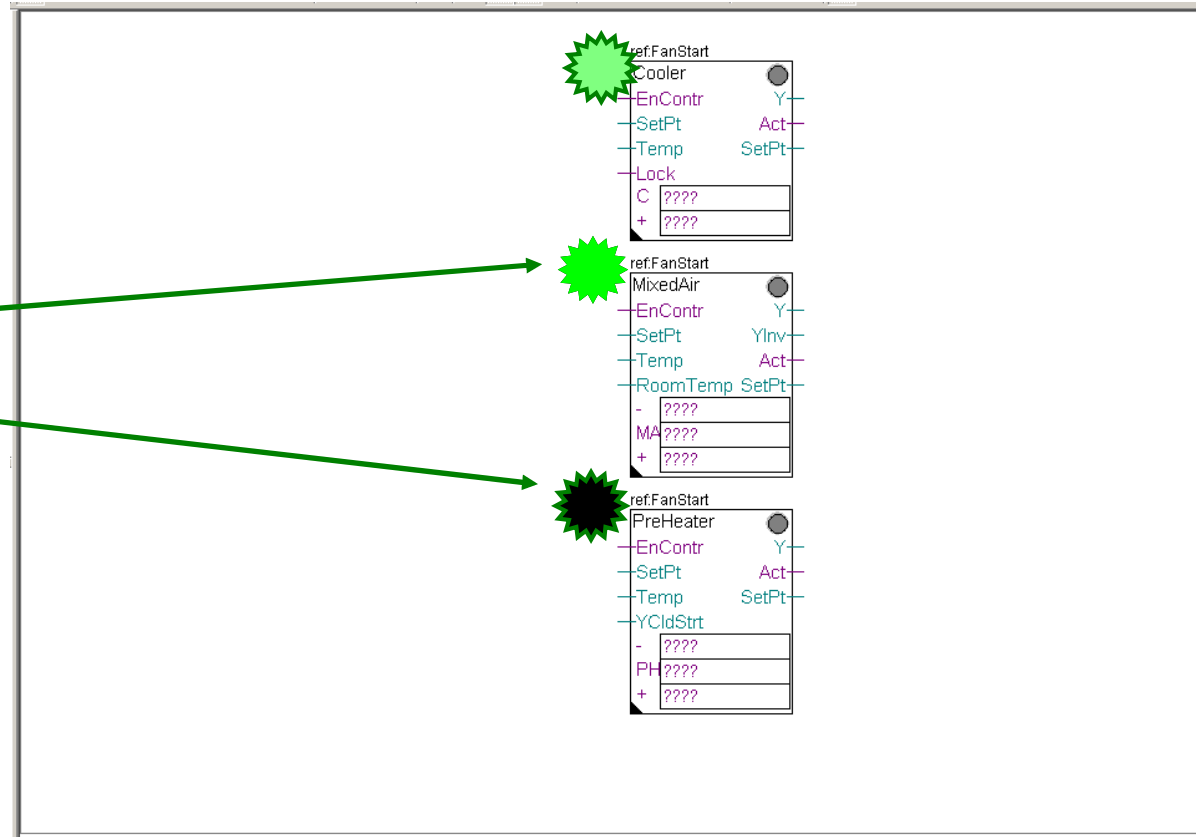 ref:FanStart
Cooler
EnContr Y
SetPt Act
Temp SetPt
Lock
C ????
+ ????
ref:FanStart
MixedAir
EnContr Y
SetPt YInv
Temp Act
RoomTemp SetPt
- ????
MA ????
+ ????
ref:FanStart
PreHeater
EnContr Y
SetPt Act
Temp SetPt
YCldStrt
- ????
PH ????
+ ????